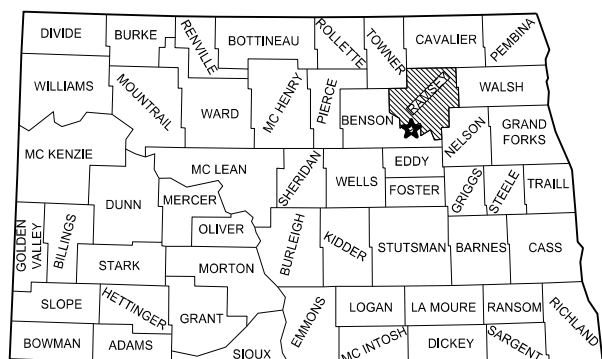 DIVIDE
BURKE
RENVILLE
BOTTINEAU
ROLLETTE
TOWNER
CAVALIER
PEMBINA
WILLIAMS
MOUNTRAIL
WARD
MC HENRY
PIERCE
BENSON
RAMSEY
WALSH
NELSON
GRAND
FORKS
MC KENZIE
MC LEAN
SHERIDAN
WELLS
EDDY
FOSTER
GRIGGS
STEELE
TRAILL
DUNN
MERCER
OLIVER
GOLDEN
VALLEY
BILLINGS
STARK
MORTON
BURLEIGH
KIDDER
STUTSMAN
BARNES
CASS
SLOPE
HETTINGER
GRANT
EMMONS
LOGAN
LA MOURE
RANSOM
RICHLAND
BOWMAN
ADAMS
SIOUX
MC INTOSH
DICKEY
SARGENT